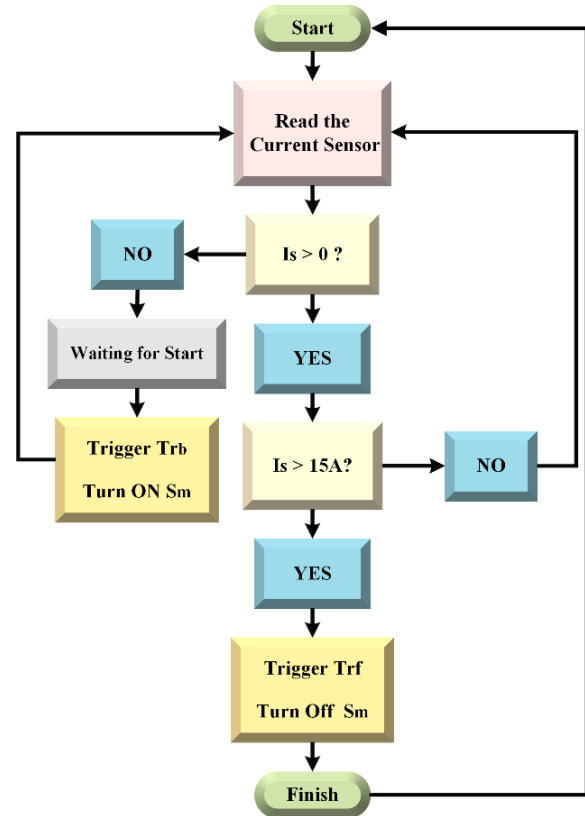 Start
Read the
Current Sensor
NO
Is > 0 ?
Waiting for Start
YES
Trigger Trb
Turn ON Sm
Is > 15A?
NO
YES
Trigger Trf
Turn Off Sm
Finish